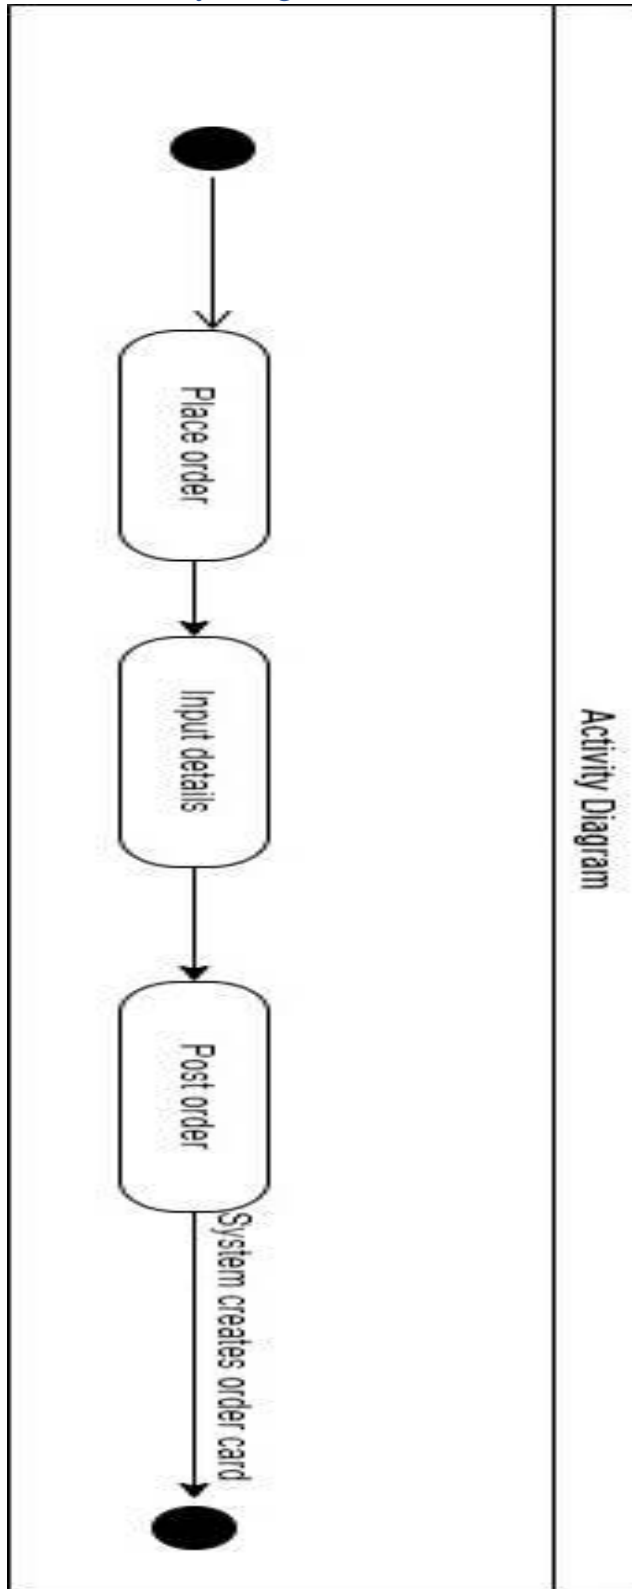 Activity Diagram
Place order
Input details
Post order
System creates order card